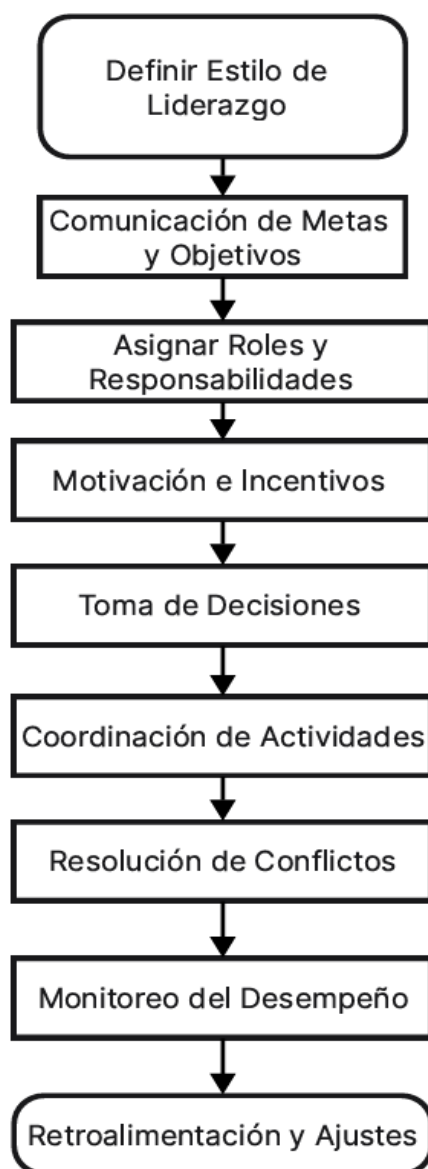 Definir Estilo de
Liderazgo
Comunicación de Metas
y Objetivos
Asignar Roles y
Responsabilidades
Motivación e Incentivos
Toma de Decisiones
Coordinación de Actividades
Resolución de Conflictos
Monitoreo del Desempeño
Retroalimentación y Ajustes